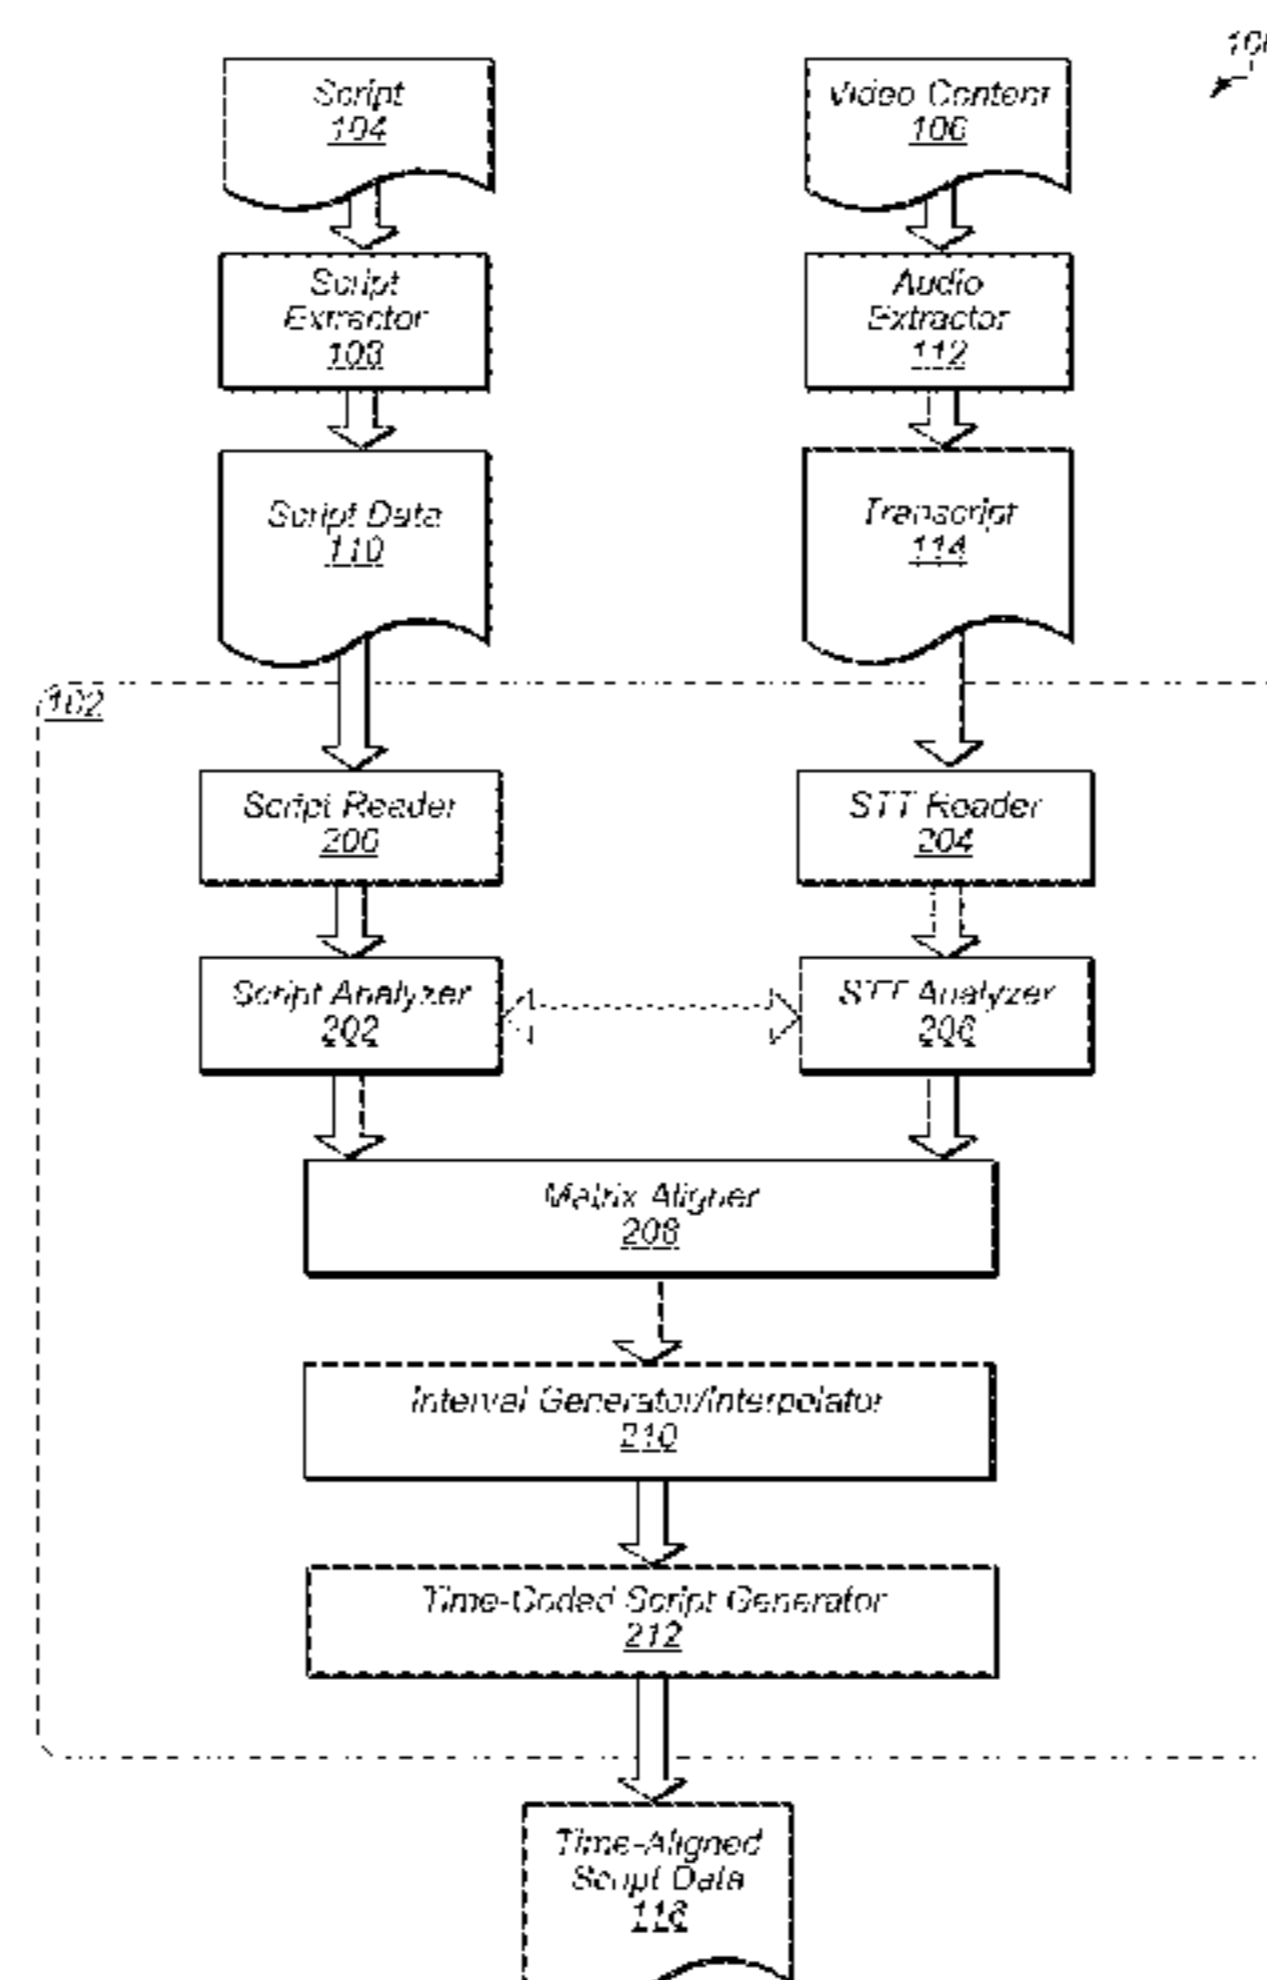 Script
104
Video Content
106
Script
Extractor
108
Audio
Extractor
112
Script Data
110
Transcript
114
102
Script Reader
200
STT Reader
204
Script Analyzer
202
STT Analyzer
206
Matrix Aligner
208
Interval Generator/Interpolator
210
Time-Coded Script Generator
212
Time-Aligned
Script Data
116